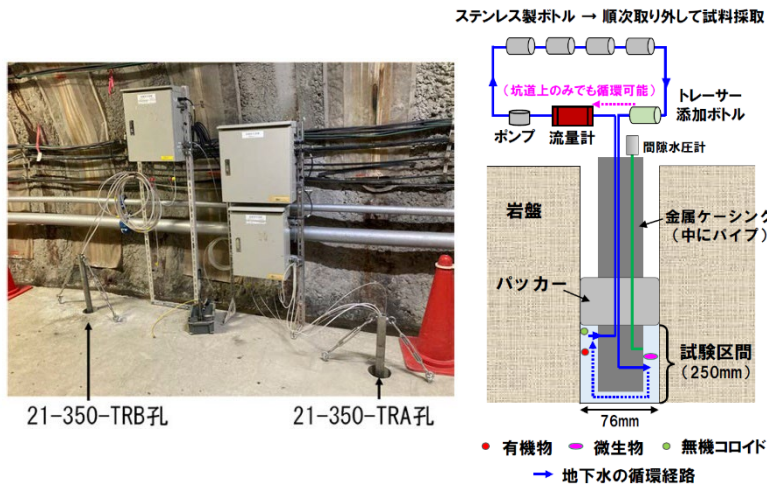 ステンレス製ボトル → 順次取り外して試料採取
（坑道上のみでも循環可能）
トレーサー
添加ボトル
ポンプ
流量計
間隙水圧計
岩盤
金属ケーシング
（中にパイプ）
パッカー
試験区間
（250mm）
76mm
21-350-TRB孔
21-350-TRA孔
有機物
微生物
無機コロイド
地下水の循環経路